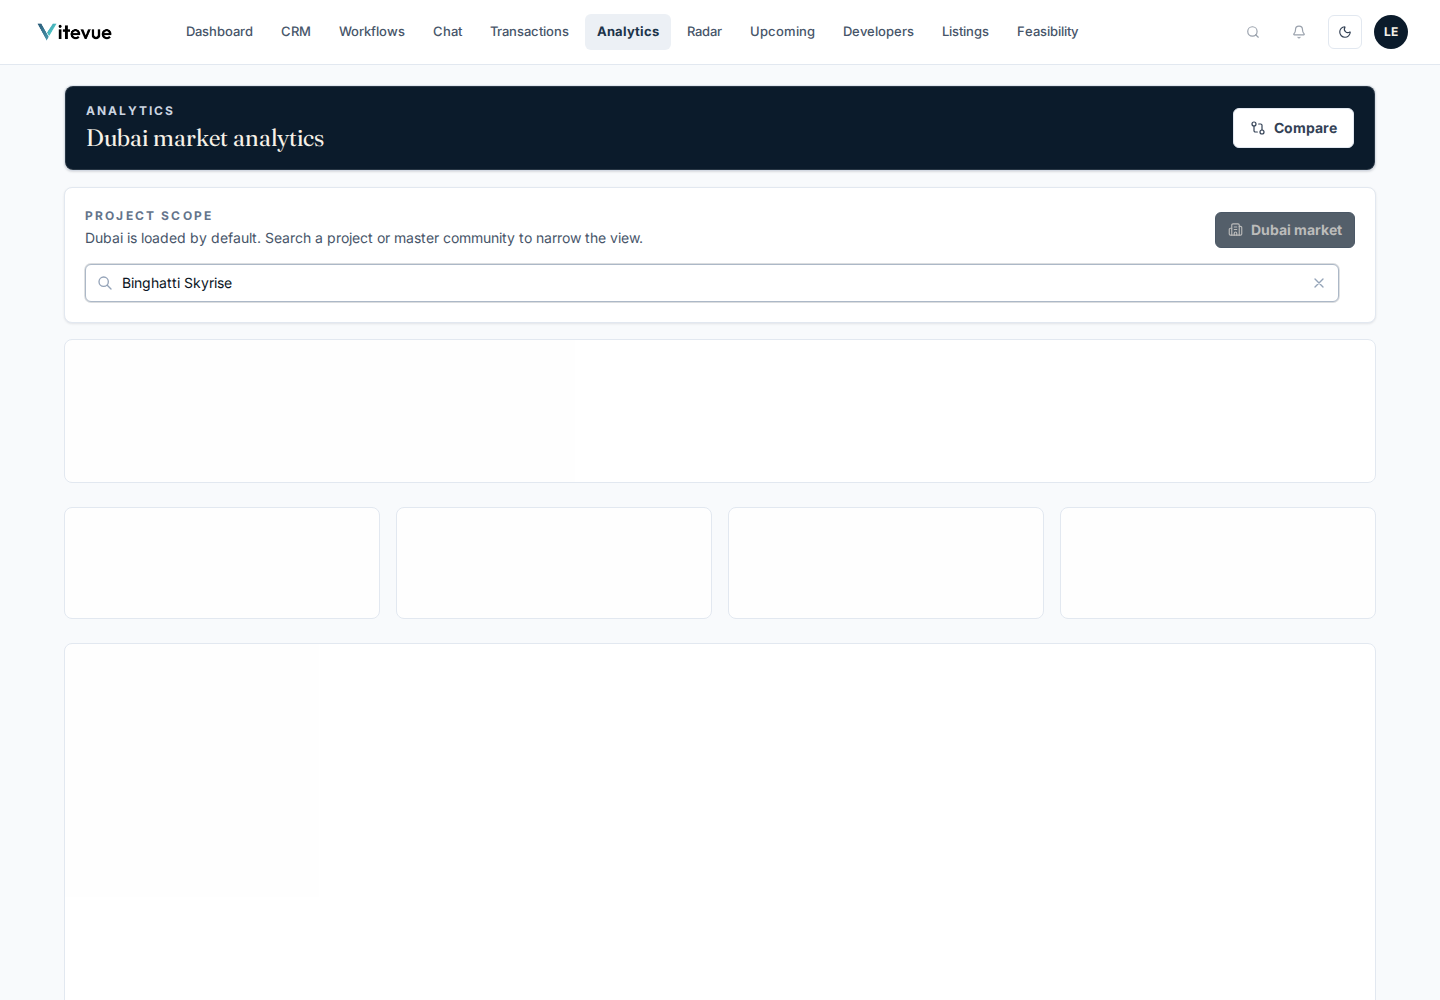 Vitevue
Dashboard CRM Workflows Chat Transactions Analytics Radar Upcoming Developers Listings Feasibility LE
ANALYTICS
Dubai market analytics
Compare
PROJECT SCOPE
Dubai is loaded by default. Search a project or master community to narrow the view.
Dubai market
Binghatti Skyrise